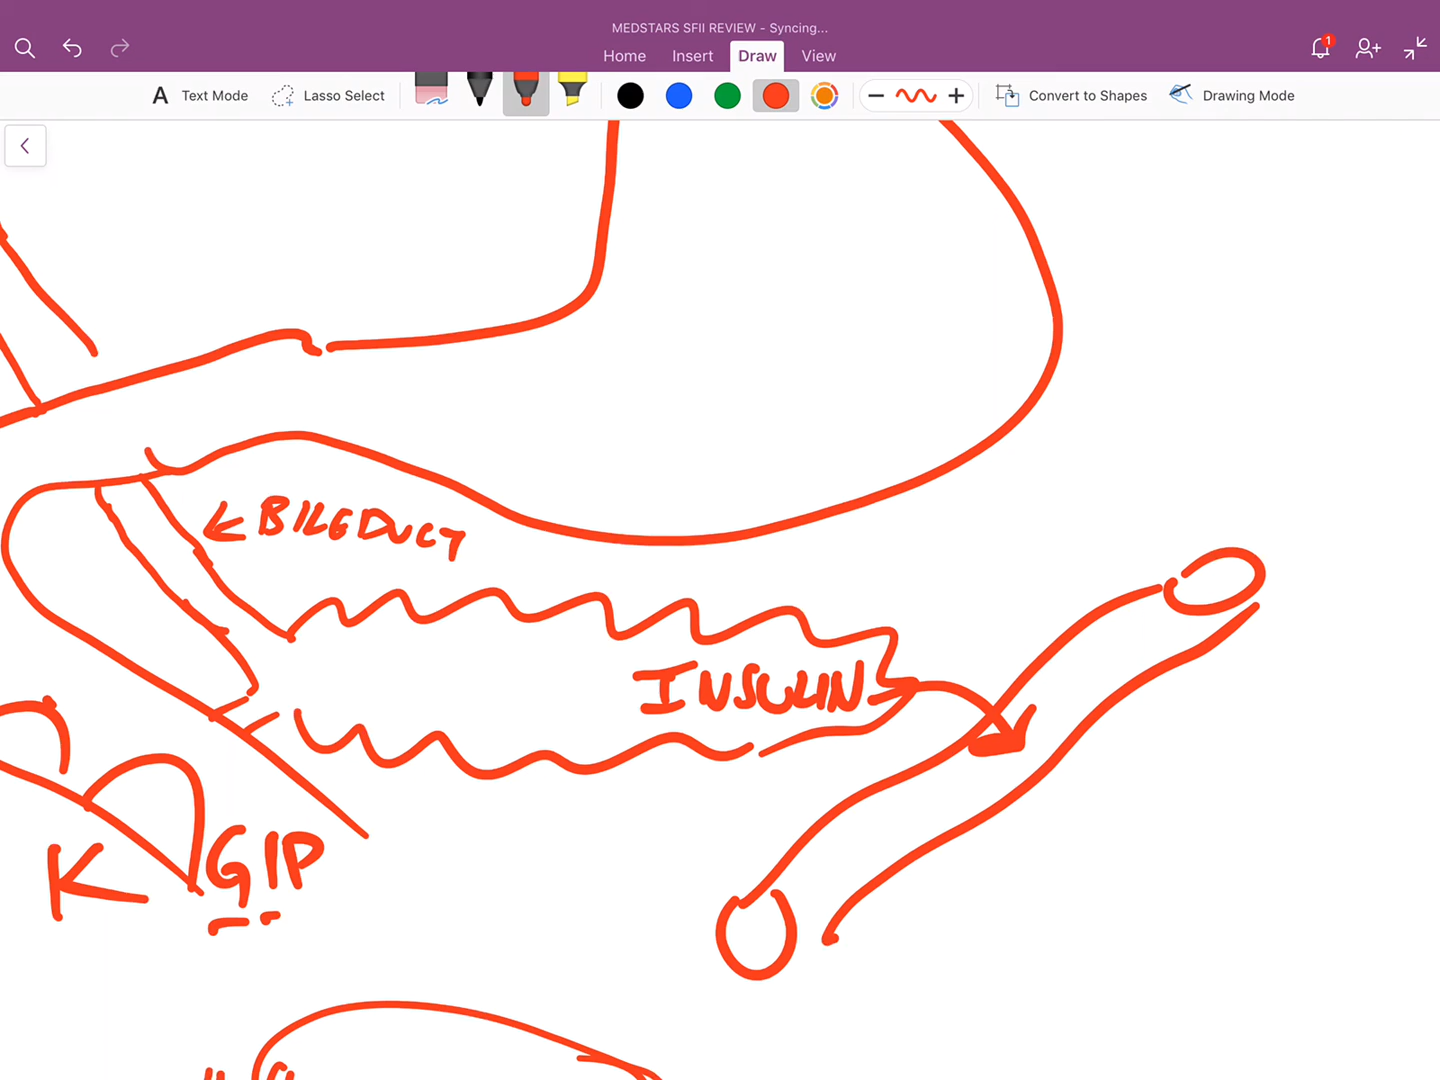 MEDSTARS SFII REVIEW - Syncing...
Home Insert Draw View
1
A Text Mode Lasso Select Convert to Shapes Drawing Mode
← BILE DUCT
INSULIN
K GIP